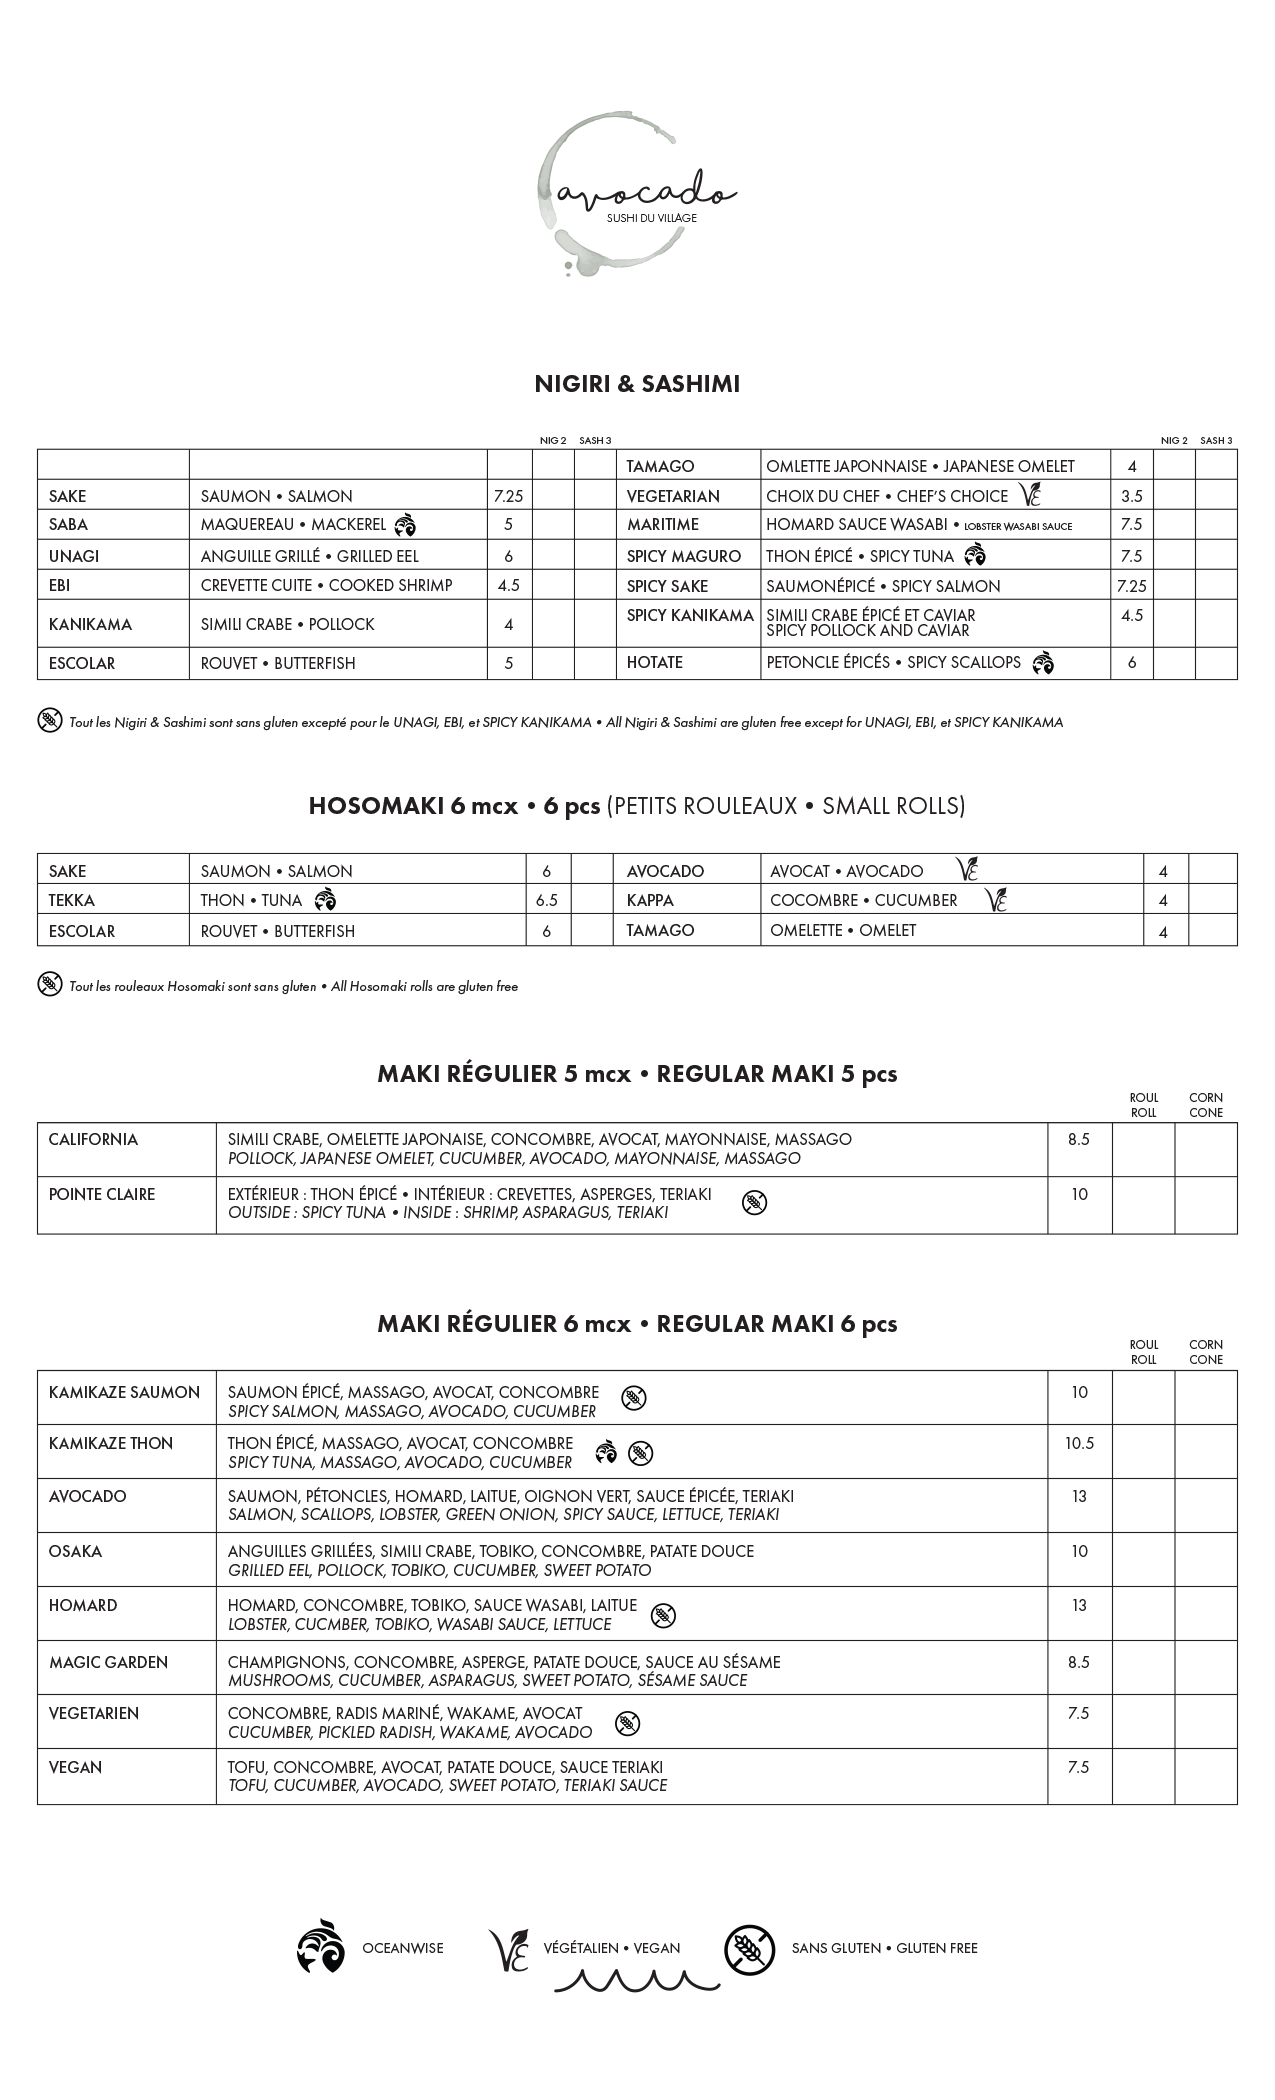 avocado
SUSHI DU VILLAGE
NIGIRI & SASHIMI
NIG 2 SASH 3 NIG 2 SASH 3
TAMAGO OMLETTE JAPONNAISE • JAPANESE OMELET 4
SAKE SAUMON • SALMON 7.25 VEGETARIAN CHOIX DU CHEF • CHEF'S CHOICE VE 3.5
SABA MAQUEREAU • MACKEREL 5 MARITIME HOMARD SAUCE WASABI • LOBSTER WASABI SAUCE 7.5
UNAGI ANGUILLE GRILLÉ • GRILLED EEL 6 SPICY MAGURO THON ÉPICÉ • SPICY TUNA 7.5
EBI CREVETTE CUITE • COOKED SHRIMP 4.5 SPICY SAKE SAUMONÉPICÉ • SPICY SALMON 7.25
KANIKAMA SIMILI CRABE • POLLOCK 4 SPICY KANIKAMA SIMILI CRABE ÉPICÉ ET CAVIAR 4.5
SPICY POLLOCK AND CAVIAR
ESCOLAR ROUVET • BUTTERFISH 5 HOTATE PETONCLE ÉPICÉS • SPICY SCALLOPS 6
Tout les Nigiri & Sashimi sont sans gluten excepté pour le UNAGI, EBI, et SPICY KANIKAMA • All Nigiri & Sashimi are gluten free except for UNAGI, EBI, et SPICY KANIKAMA
HOSOMAKI 6 mcx • 6 pcs (PETITS ROULEAUX • SMALL ROLLS)
SAKE SAUMON • SALMON 6 AVOCADO AVOCAT • AVOCADO VE 4
TEKKA THON • TUNA 6.5 KAPPA COCOMBRE • CUCUMBER VE 4
ESCOLAR ROUVET • BUTTERFISH 6 TAMAGO OMELETTE • OMELET 4
Tout les rouleaux Hosomaki sont sans gluten • All Hosomaki rolls are gluten free
MAKI RÉGULIER 5 mcx • REGULAR MAKI 5 pcs
ROUL CORN
ROLL CONE
CALIFORNIA SIMILI CRABE, OMELETTE JAPONAISE, CONCOMBRE, AVOCAT, MAYONNAISE, MASSAGO 8.5
POLLOCK, JAPANESE OMELET, CUCUMBER, AVOCADO, MAYONNAISE, MASSAGO
POINTE CLAIRE EXTÉRIEUR : THON ÉPICÉ • INTÉRIEUR : CREVETTES, ASPERGES, TERIAKI 10
OUTSIDE : SPICY TUNA • INSIDE : SHRIMP, ASPARAGUS, TERIAKI
MAKI RÉGULIER 6 mcx • REGULAR MAKI 6 pcs
ROUL CORN
ROLL CONE
KAMIKAZE SAUMON SAUMON ÉPICÉ, MASSAGO, AVOCAT, CONCOMBRE 10
SPICY SALMON, MASSAGO, AVOCADO, CUCUMBER
KAMIKAZE THON THON ÉPICÉ, MASSAGO, AVOCAT, CONCOMBRE 10.5
SPICY TUNA, MASSAGO, AVOCADO, CUCUMBER
AVOCADO SAUMON, PÉTONCLES, HOMARD, LAITUE, OIGNON VERT, SAUCE ÉPICÉE, TERIAKI 13
SALMON, SCALLOPS, LOBSTER, GREEN ONION, SPICY SAUCE, LETTUCE, TERIAKI
OSAKA ANGUILLES GRILLÉES, SIMILI CRABE, TOBIKO, CONCOMBRE, PATATE DOUCE 10
GRILLED EEL, POLLOCK, TOBIKO, CUCUMBER, SWEET POTATO
HOMARD HOMARD, CONCOMBRE, TOBIKO, SAUCE WASABI, LAITUE 13
LOBSTER, CUCMBER, TOBIKO, WASABI SAUCE, LETTUCE
MAGIC GARDEN CHAMPIGNONS, CONCOMBRE, ASPERGE, PATATE DOUCE, SAUCE AU SÉSAME 8.5
MUSHROOMS, CUCUMBER, ASPARAGUS, SWEET POTATO, SÉSAME SAUCE
VEGETARIEN CONCOMBRE, RADIS MARINÉ, WAKAME, AVOCAT 7.5
CUCUMBER, PICKLED RADISH, WAKAME, AVOCADO
VEGAN TOFU, CONCOMBRE, AVOCAT, PATATE DOUCE, SAUCE TERIAKI 7.5
TOFU, CUCUMBER, AVOCADO, SWEET POTATO, TERIAKI SAUCE
OCEANWISE VE VÉGÉTALIEN • VEGAN SANS GLUTEN • GLUTEN FREE